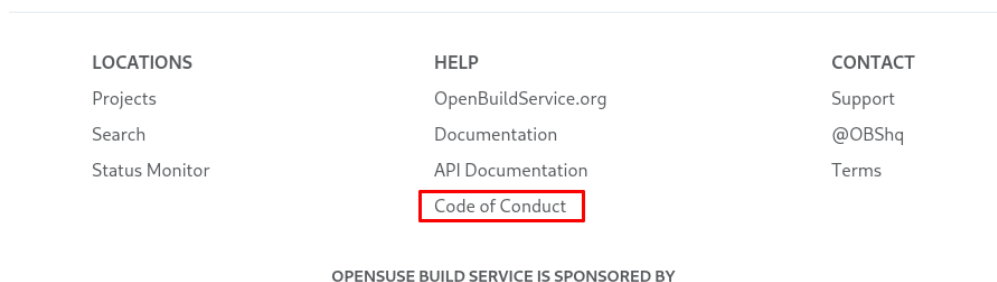 LOCATIONS
Projects
Search
Status Monitor
HELP
OpenBuildService.org
Documentation
API Documentation
Code of Conduct
CONTACT
Support
@OBShq
Terms
OPENSUSE BUILD SERVICE IS SPONSORED BY